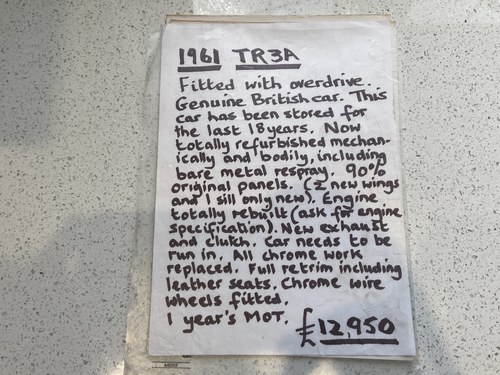 1961 TR3A
Fitted with overdrive.
Genuine British car. This
car has been stored for
the last 18 years. Now
totally refurbished mechan-
ically and bodily, including
bare metal respray. 90%
original panels. (2 new wings
and 1 sill only new). Engine
totally rebuilt (ask for engine
specification). New exhaust
and clutch. Car needs to be
run in. All chrome work
replaced. Full retrim including
leather seats. Chrome wire
wheels fitted.
1 year's MOT.
£12950